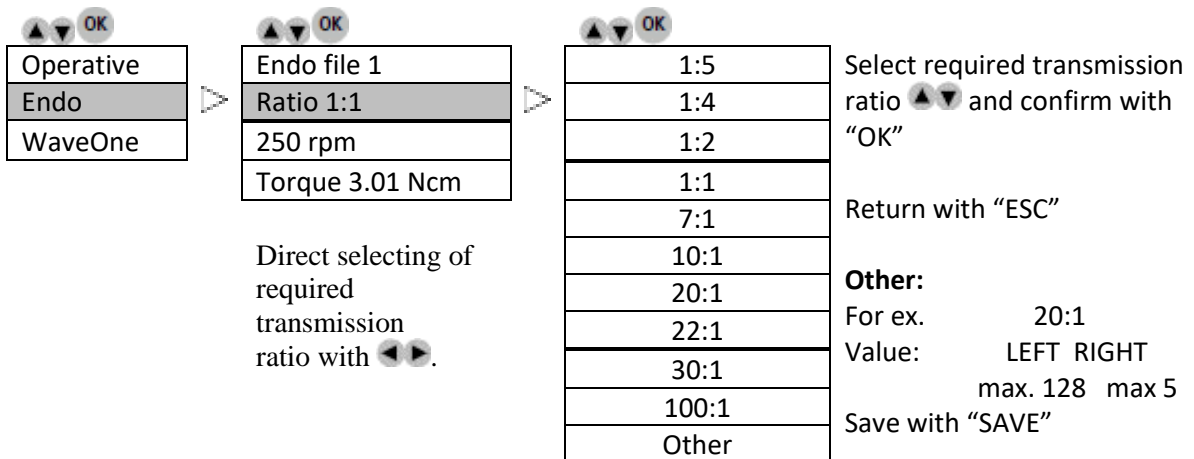 OK
Operative
Endo
WaveOne
OK
Endo file 1
Ratio 1:1
250 rpm
Torque 3.01 Ncm
Direct selecting of
required
transmission
ratio with
OK
1:5
1:4
1:2
1:1
7:1
10:1
20:1
22:1
30:1
100:1
Other
Select required transmission
ratio and confirm with
“OK”
Return with “ESC”
Other:
For ex. 20:1
Value: LEFT RIGHT
max. 128 max 5
Save with “SAVE”